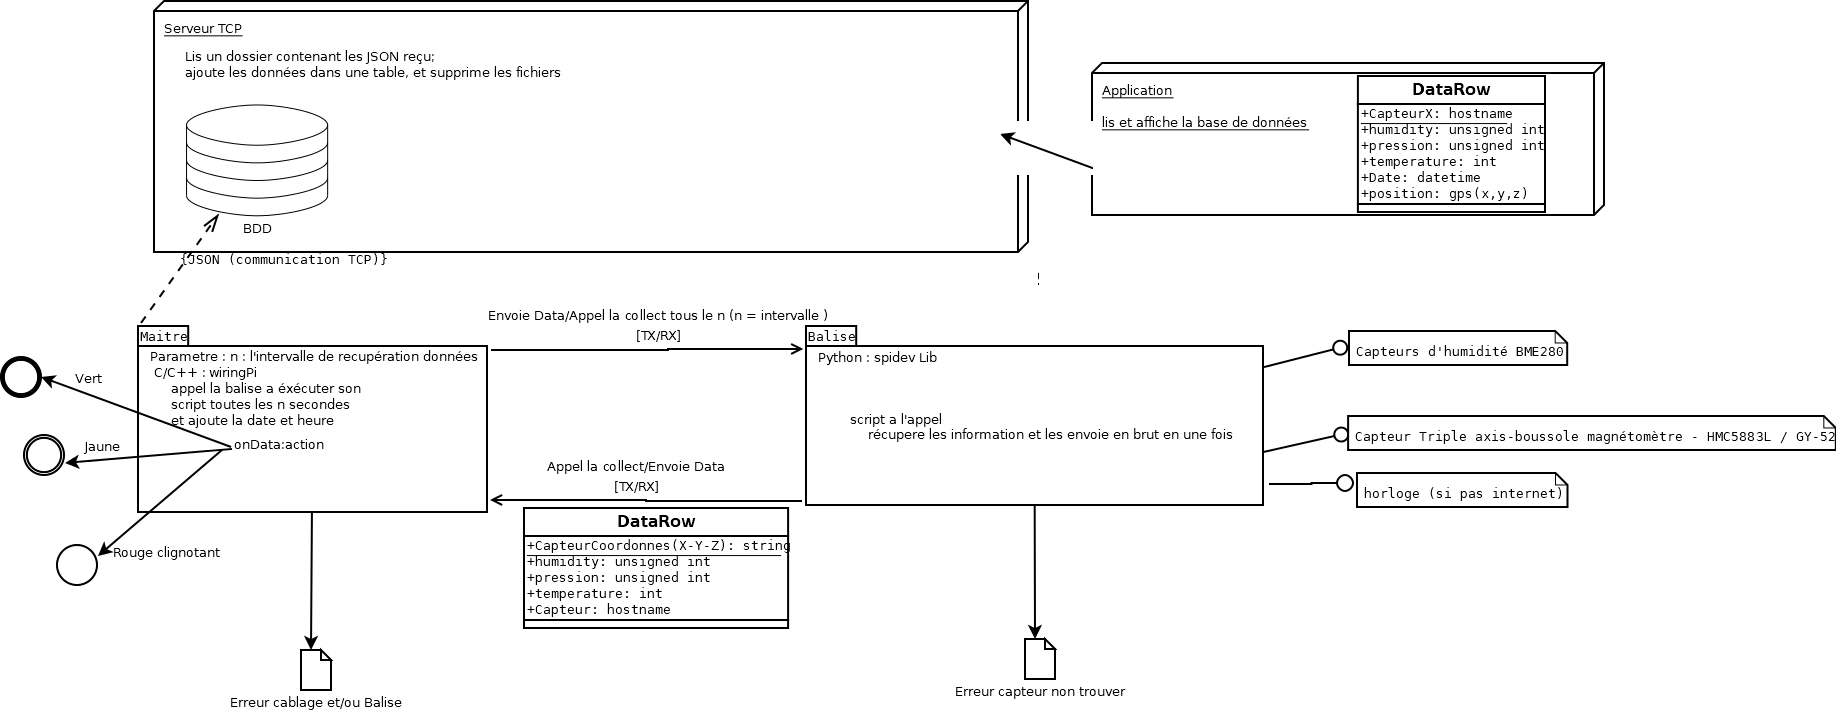 Serveur TCP
Lis un dossier contenant les JSON reçu;
ajoute les données dans une table, et supprime les fichiers
BDD
{JSON (communication TCP)}
Application
lis et affiche la base de données
DataRow
+CapteurX: hostname
+humidity: unsigned int
+pression: unsigned int
+temperature: int
+Date: datetime
+position: gps(x,y,z)
!
Envoie Data/Appel la collect tous le n (n = intervalle )
[TX/RX]
Maitre
Parametre : n : l'intervalle de recupération données
C/C++ : wiringPi
appel la balise a éxécuter son
script toutes les n secondes
et ajoute la date et heure
onData:action
Vert
Jaune
Rouge clignotant
Balise
Python : spidev Lib
script a l'appel
récupere les information et les envoie en brut en une fois
Capteurs d'humidité BME280
Capteur Triple axis-boussole magnétomètre - HMC5883L / GY-52
horloge (si pas internet)
Appel la collect/Envoie Data
[TX/RX]
DataRow
+CapteurCoordonnes(X-Y-Z): string
+humidity: unsigned int
+pression: unsigned int
+temperature: int
+Capteur: hostname
Erreur cablage et/ou Balise
Erreur capteur non trouver